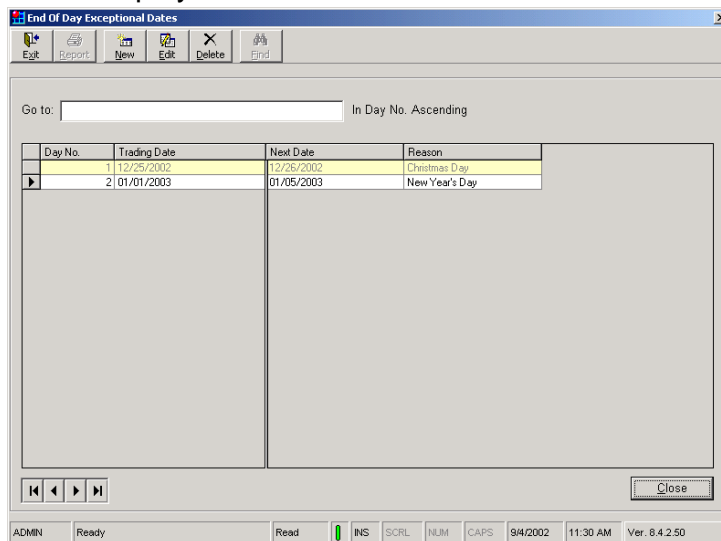 End Of Day Exceptional Dates
Exit Report New Edit Delete Find
Go to: In Day No. Ascending
Day No. Trading Date Next Date Reason
1 12/25/2002 12/26/2002 Christmas Day
2 01/01/2003 01/05/2003 New Year's Day
Close
ADMIN Ready Read INS SCRL NUM CAPS 9/4/2002 11:30 AM Ver. 8.4.2.50